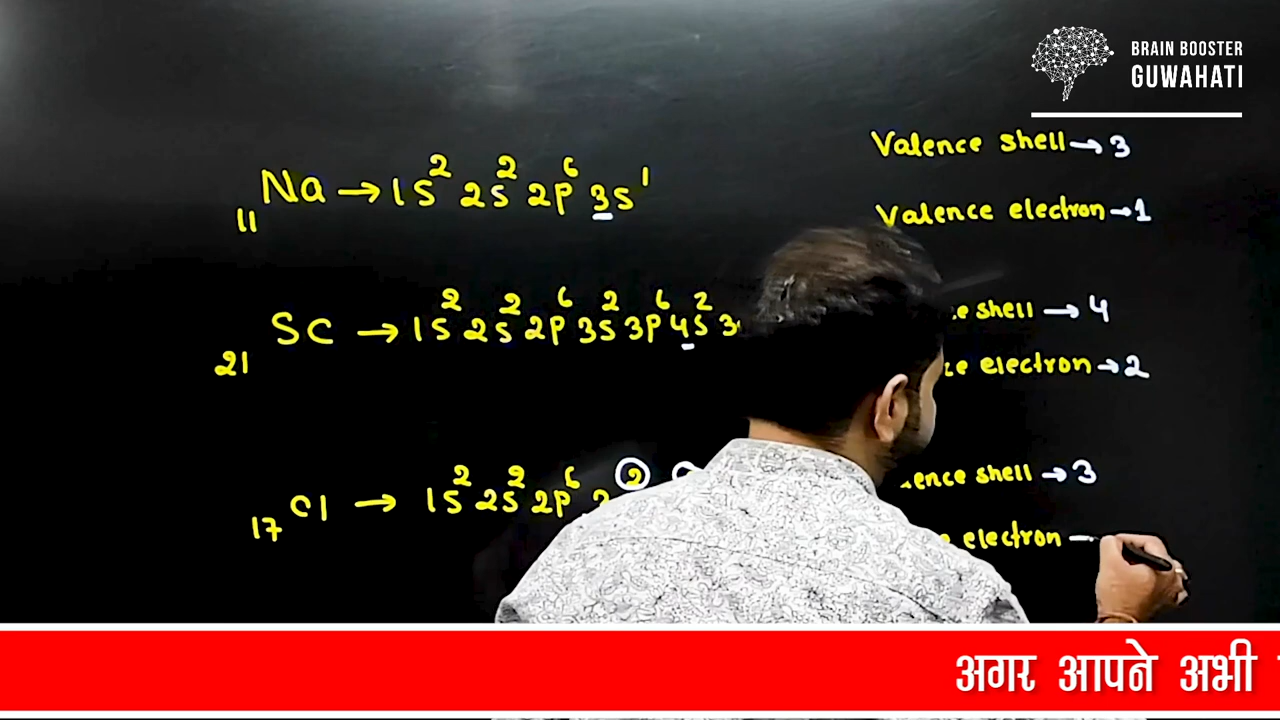 BRAIN BOOSTER
GUWAHATI
Valence shell → 3
11Na → 1s² 2s² 2p⁶ 3s¹
Valence electron → 1
21Sc → 1s² 2s² 2p⁶ 3s² 3p⁶ 4s² 3
shell → 4
electron → 2
17Cl → 1s² 2s² 2p⁶
shell → 3
electron →
अगर आपने अभी